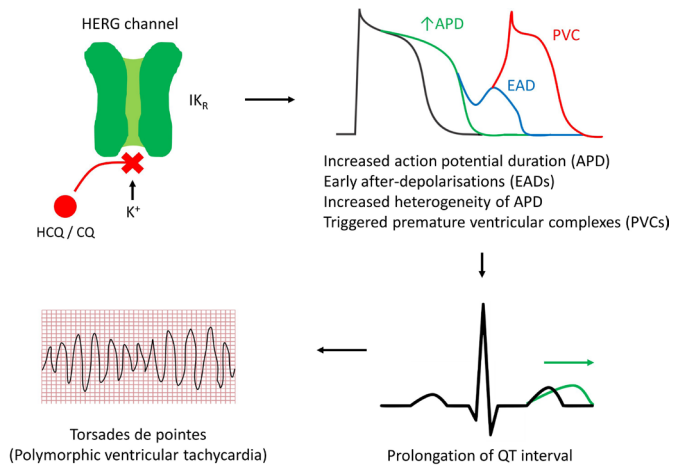 HERG channel
IKR
K+
HCQ / CQ
↑APD
PVC
EAD
Increased action potential duration (APD)
Early after-depolarisations (EADs)
Increased heterogeneity of APD
Triggered premature ventricular complexes (PVCs)
Prolongation of QT interval
Torsades de pointes
(Polymorphic ventricular tachycardia)